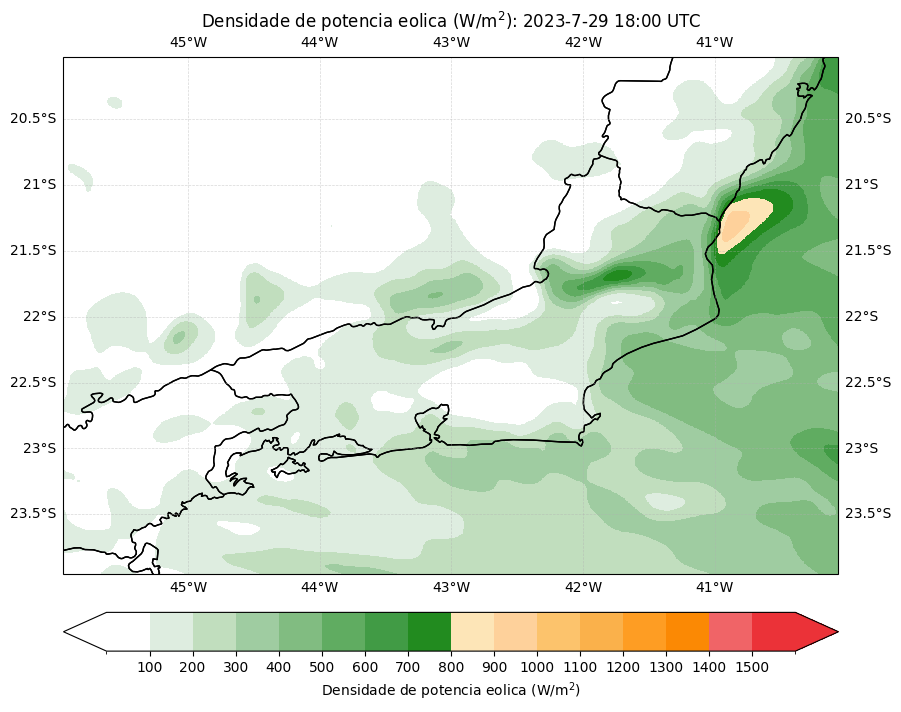 Densidade de potencia eolica (W/m²): 2023-7-29 18:00 UTC
45°W 44°W 43°W 42°W 41°W
20.5°S 20.5°S
21°S 21°S
21.5°S 21.5°S
22°S 22°S
22.5°S 22.5°S
23°S 23°S
23.5°S 23.5°S
45°W 44°W 43°W 42°W 41°W
100 200 300 400 500 600 700 800 900 1000 1100 1200 1300 1400 1500
Densidade de potencia eolica (W/m²)